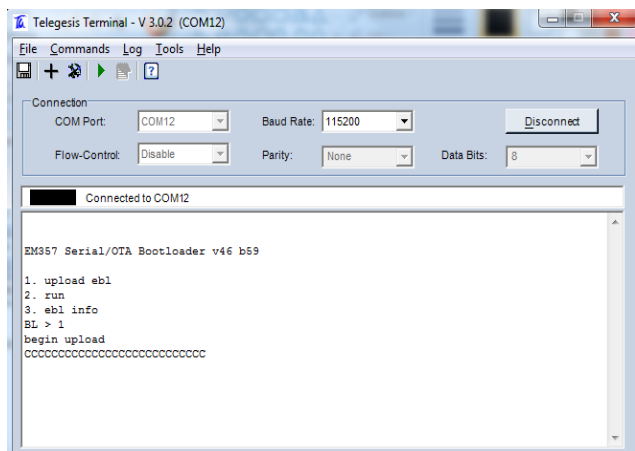 Telegesis Terminal - V 3.0.2 (COM12)
File Commands Log Tools Help
Connection
COM Port: COM12 Baud Rate: 115200 Disconnect
Flow-Control: Disable Parity: None Data Bits: 8
Connected to COM12
EM357 Serial/OTA Bootloader v46 b59
1. upload ebl
2. run
3. ebl info
BL > 1
begin upload
CCCCCCCCCCCCCCCCCCCCCCCCCCC